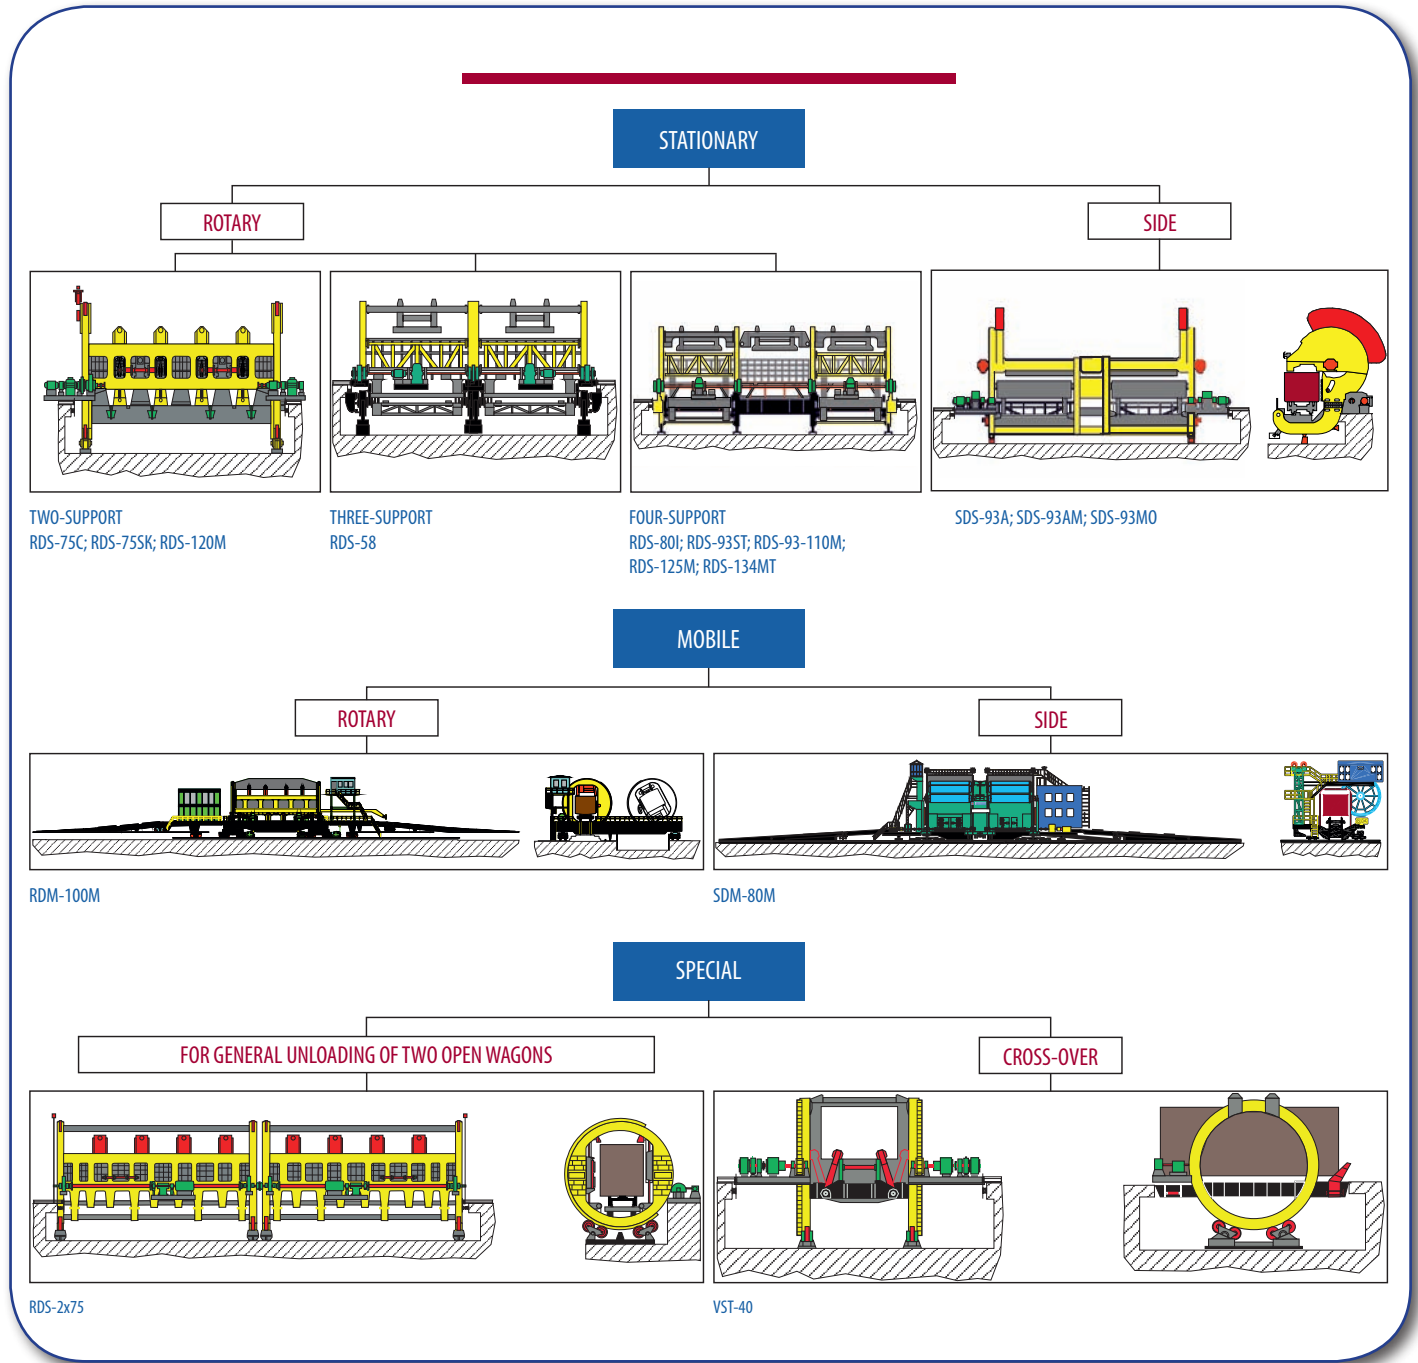 STATIONARY
ROTARY
SIDE
TWO-SUPPORT
RDS-75C; RDS-75SK; RDS-120M
THREE-SUPPORT
RDS-58
FOUR-SUPPORT
RDS-80I; RDS-93ST; RDS-93-110M;
RDS-125M; RDS-134MT
SDS-93A; SDS-93AM; SDS-93MO
MOBILE
ROTARY
SIDE
RDM-100M
SDM-80M
SPECIAL
FOR GENERAL UNLOADING OF TWO OPEN WAGONS
CROSS-OVER
RDS-2x75
VST-40